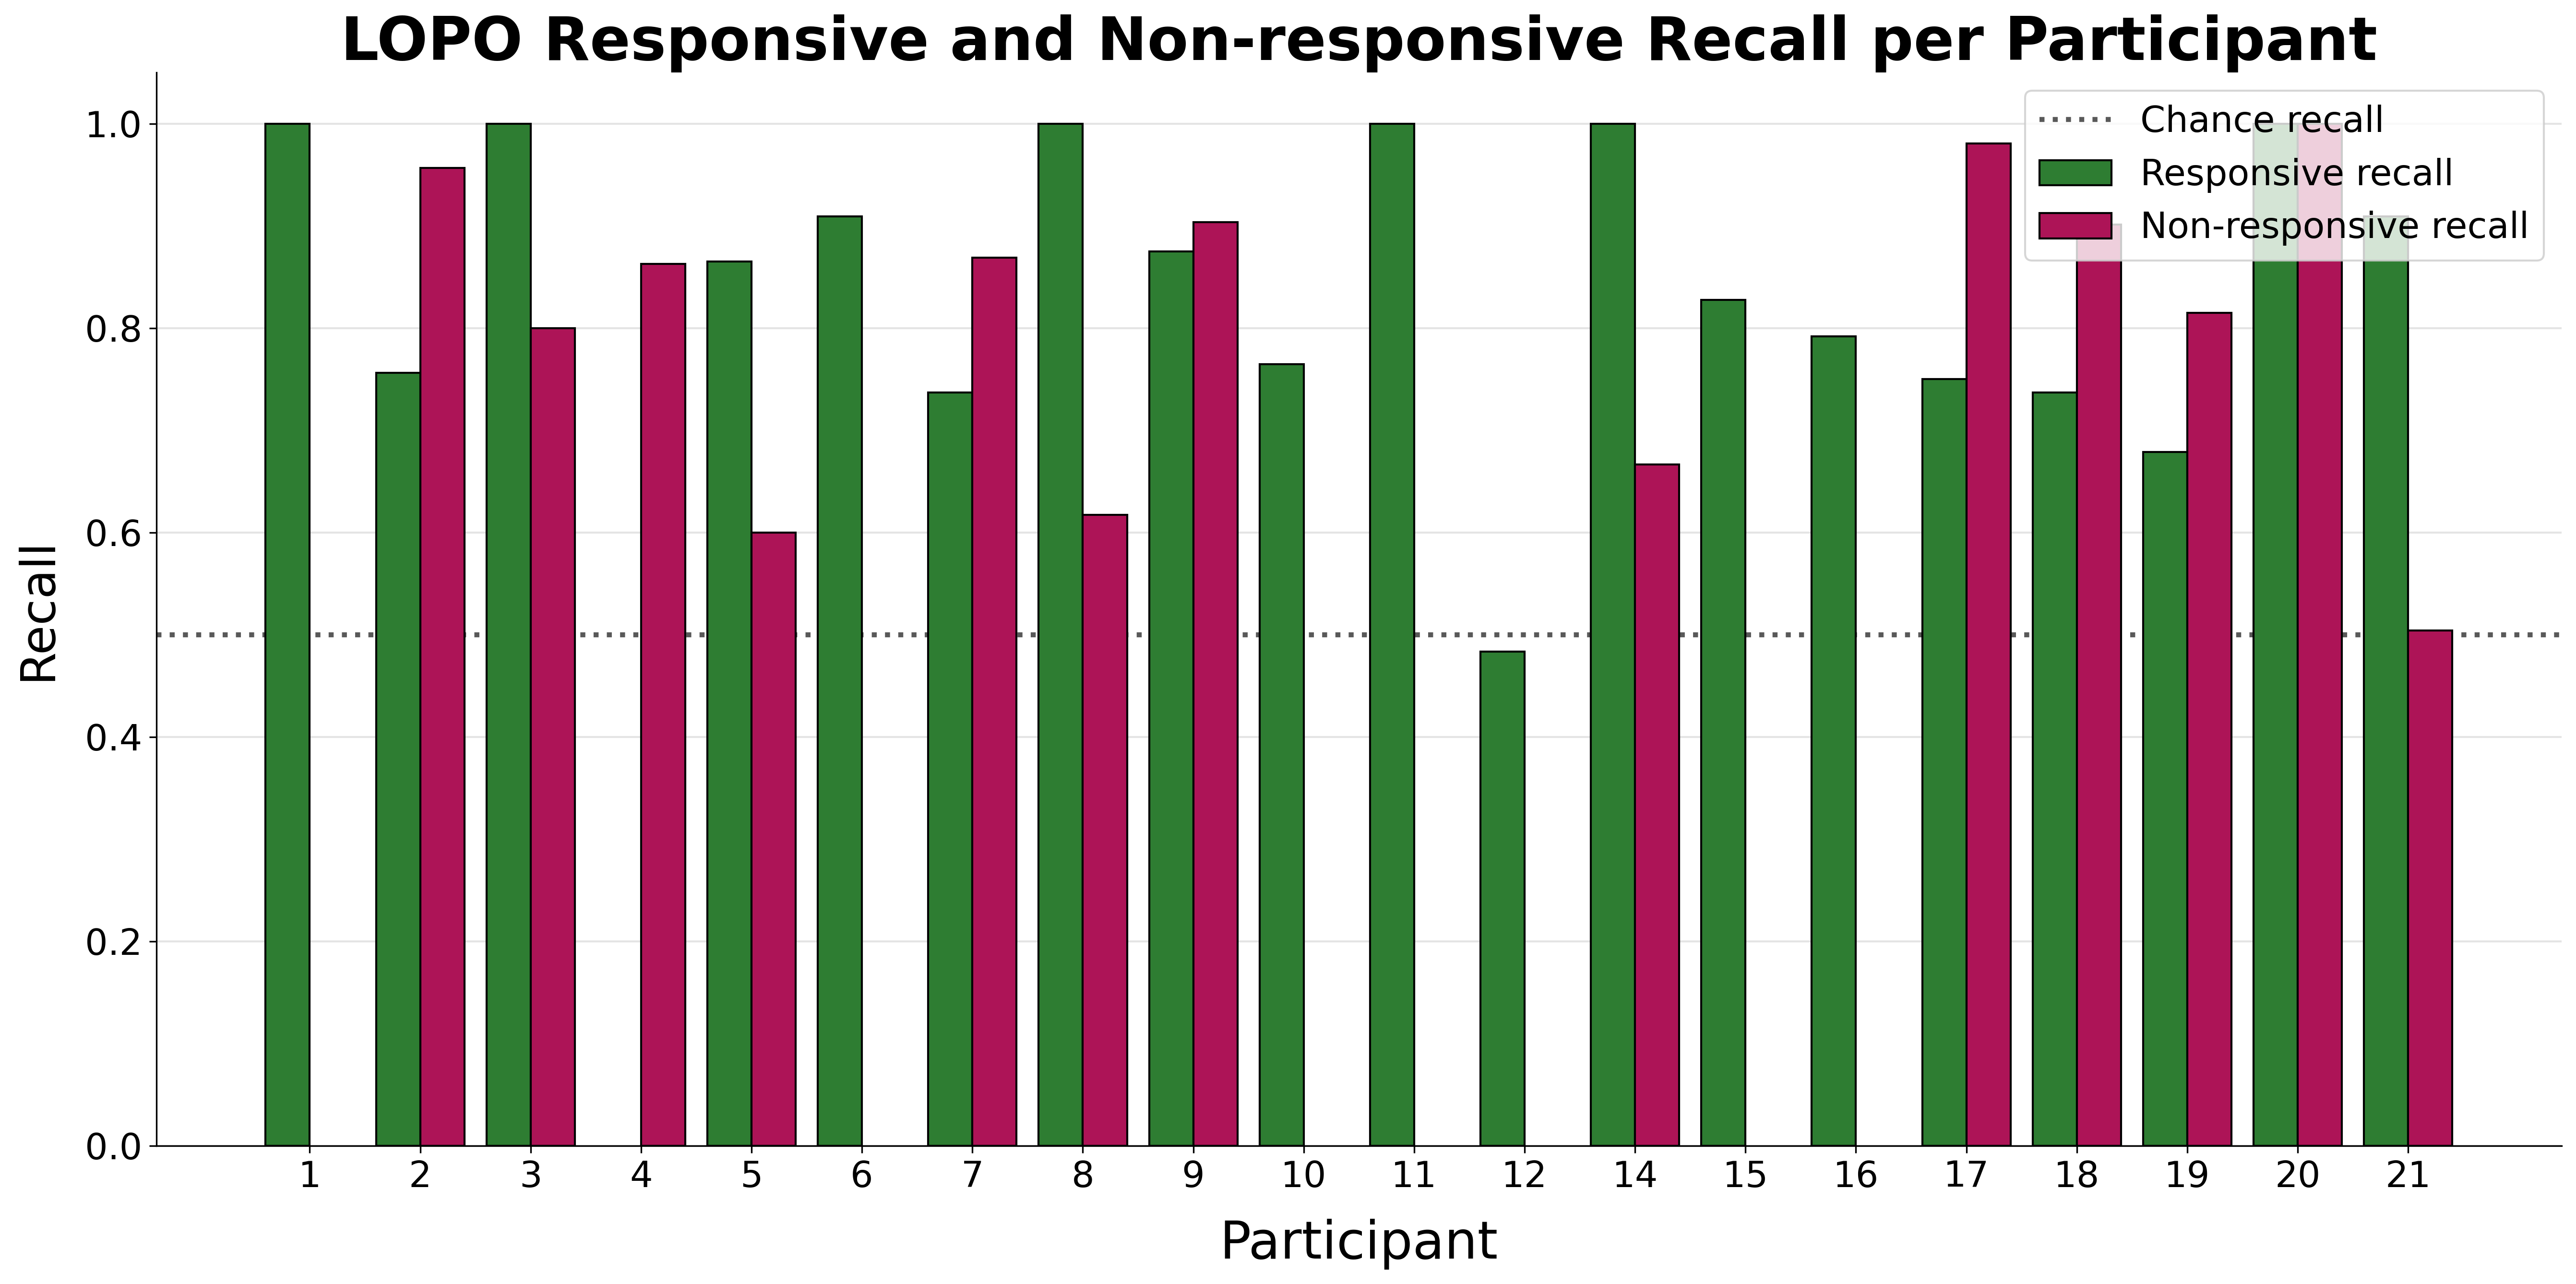 LOPO Responsive and Non-responsive Recall per Participant
Chance recall
Responsive recall
Non-responsive recall
1.0
0.8
0.6
0.4
0.2
0.0
Recall
1 2 3 4 5 6 7 8 9 10 11 12 14 15 16 17 18 19 20 21
Participant